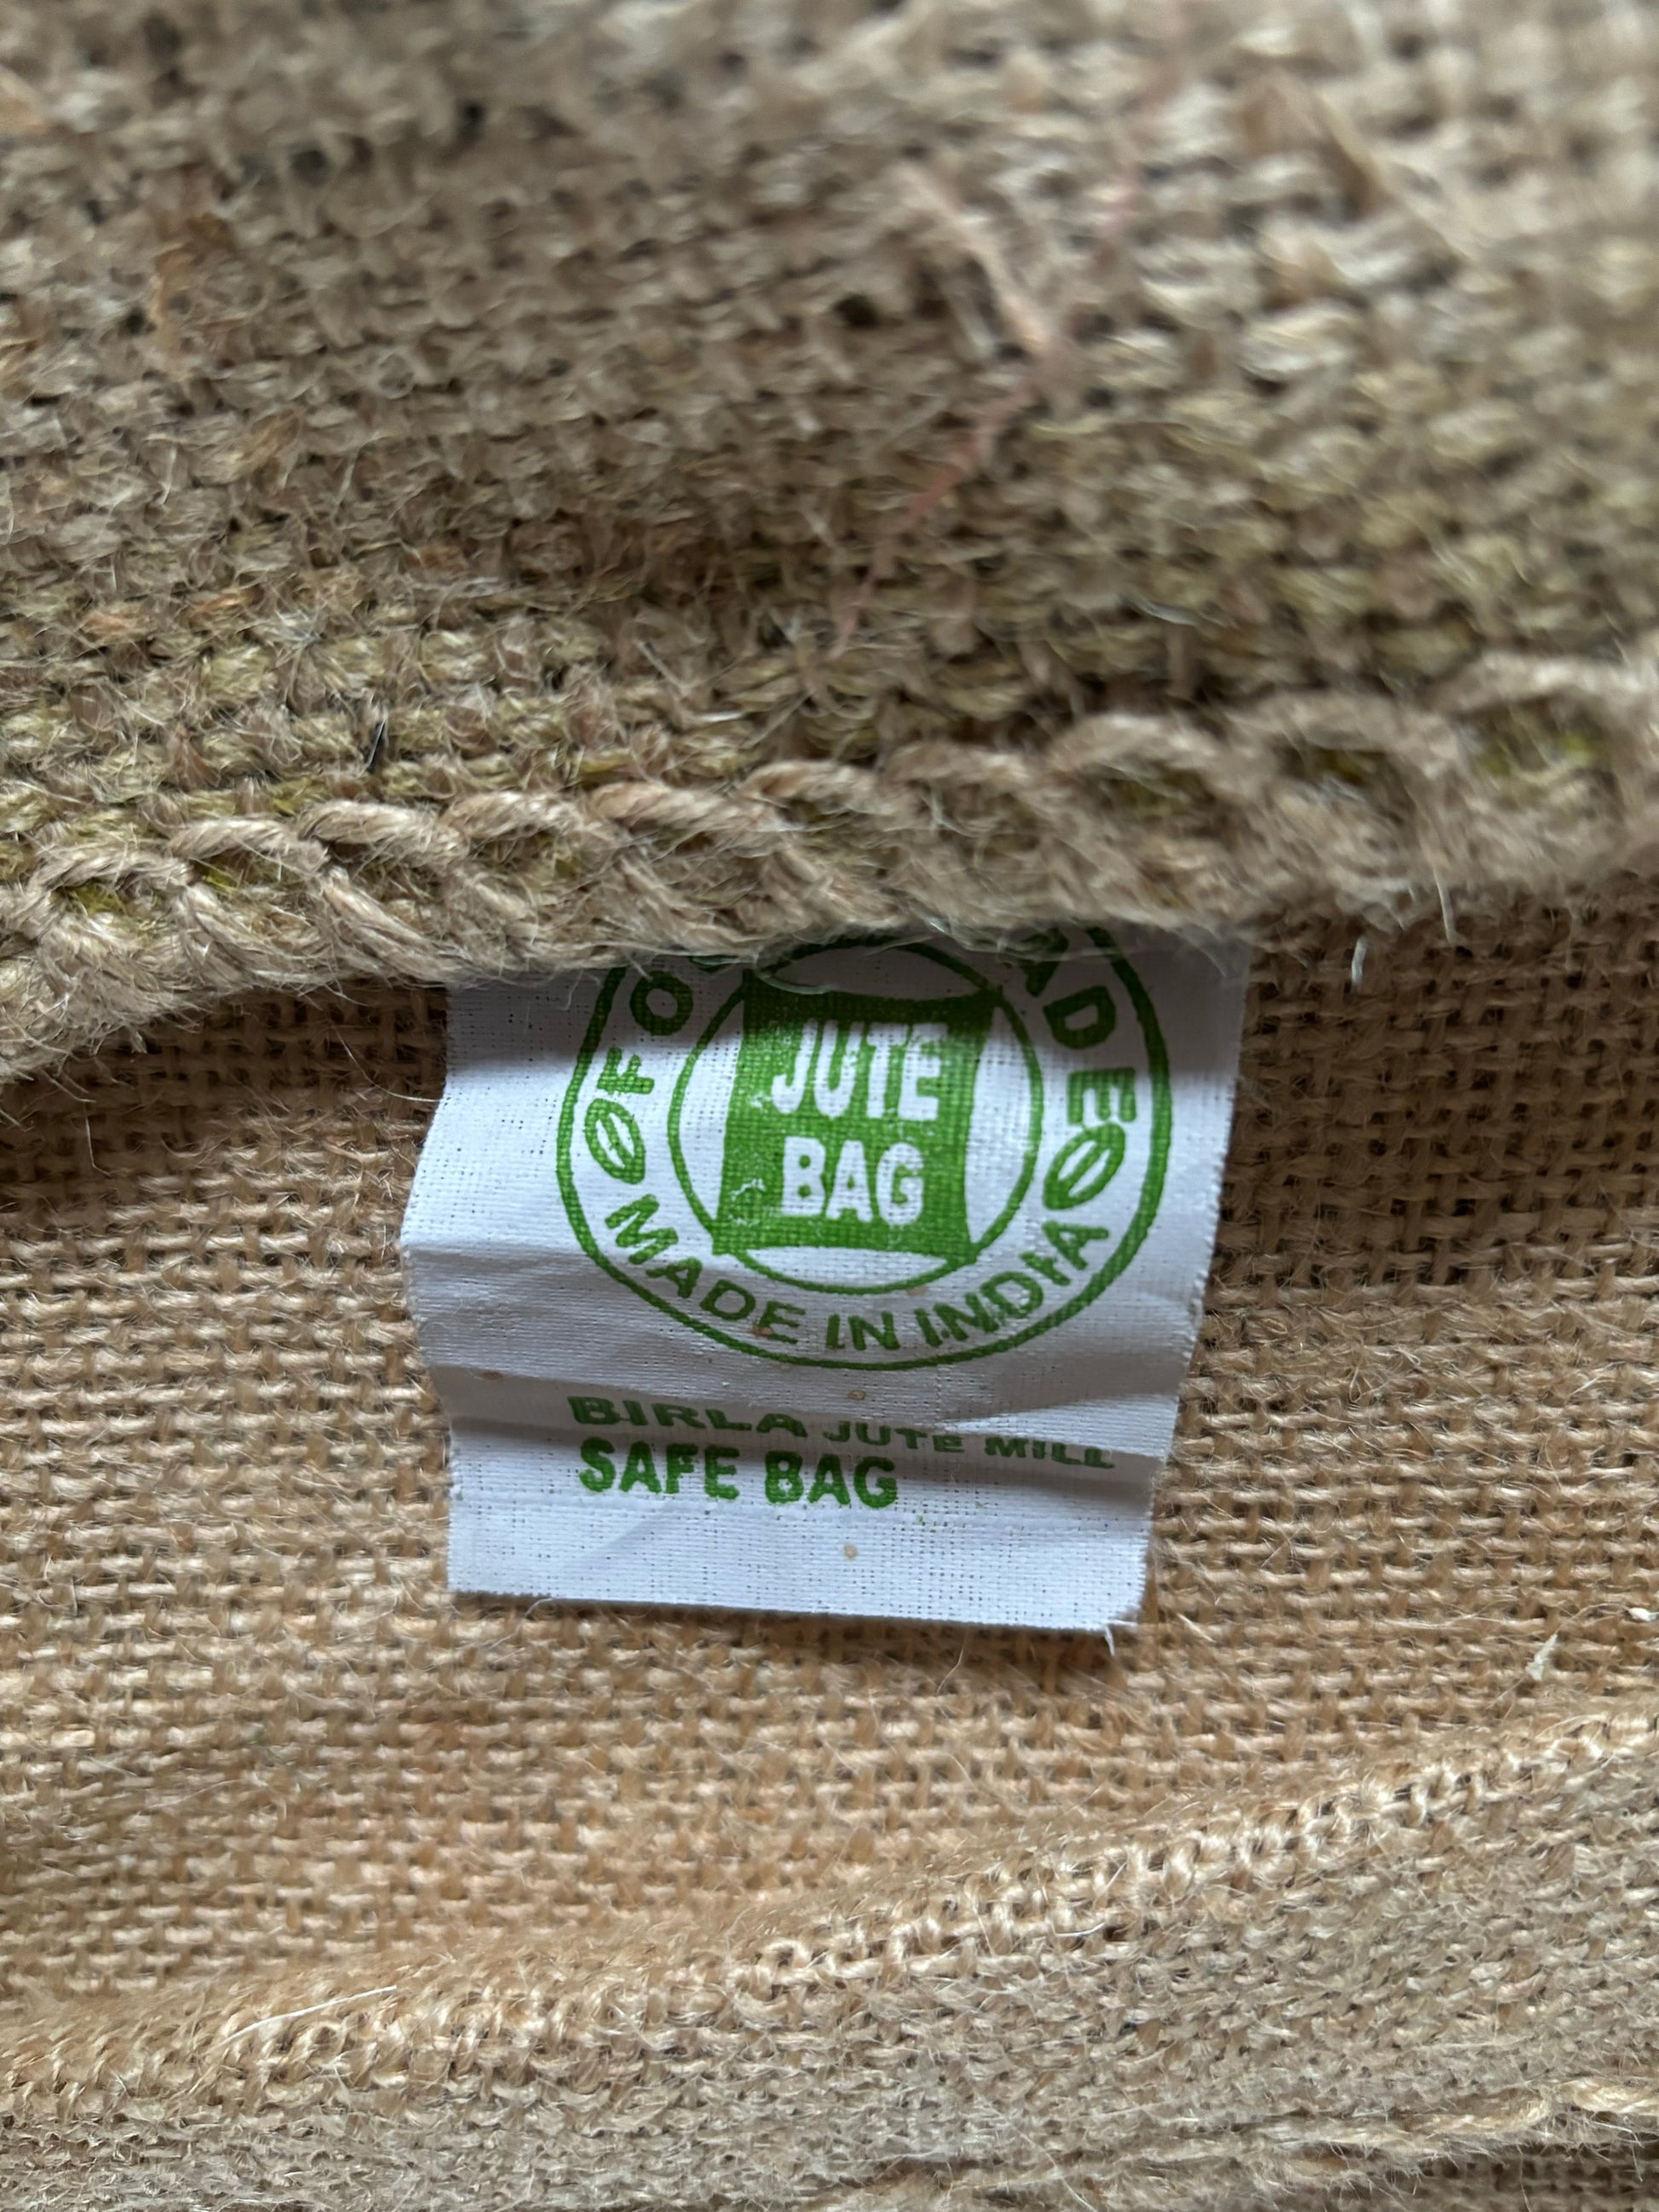 JUTE
BAG
MADE IN INDIA
BIRLA JUTE MILL
SAFE BAG